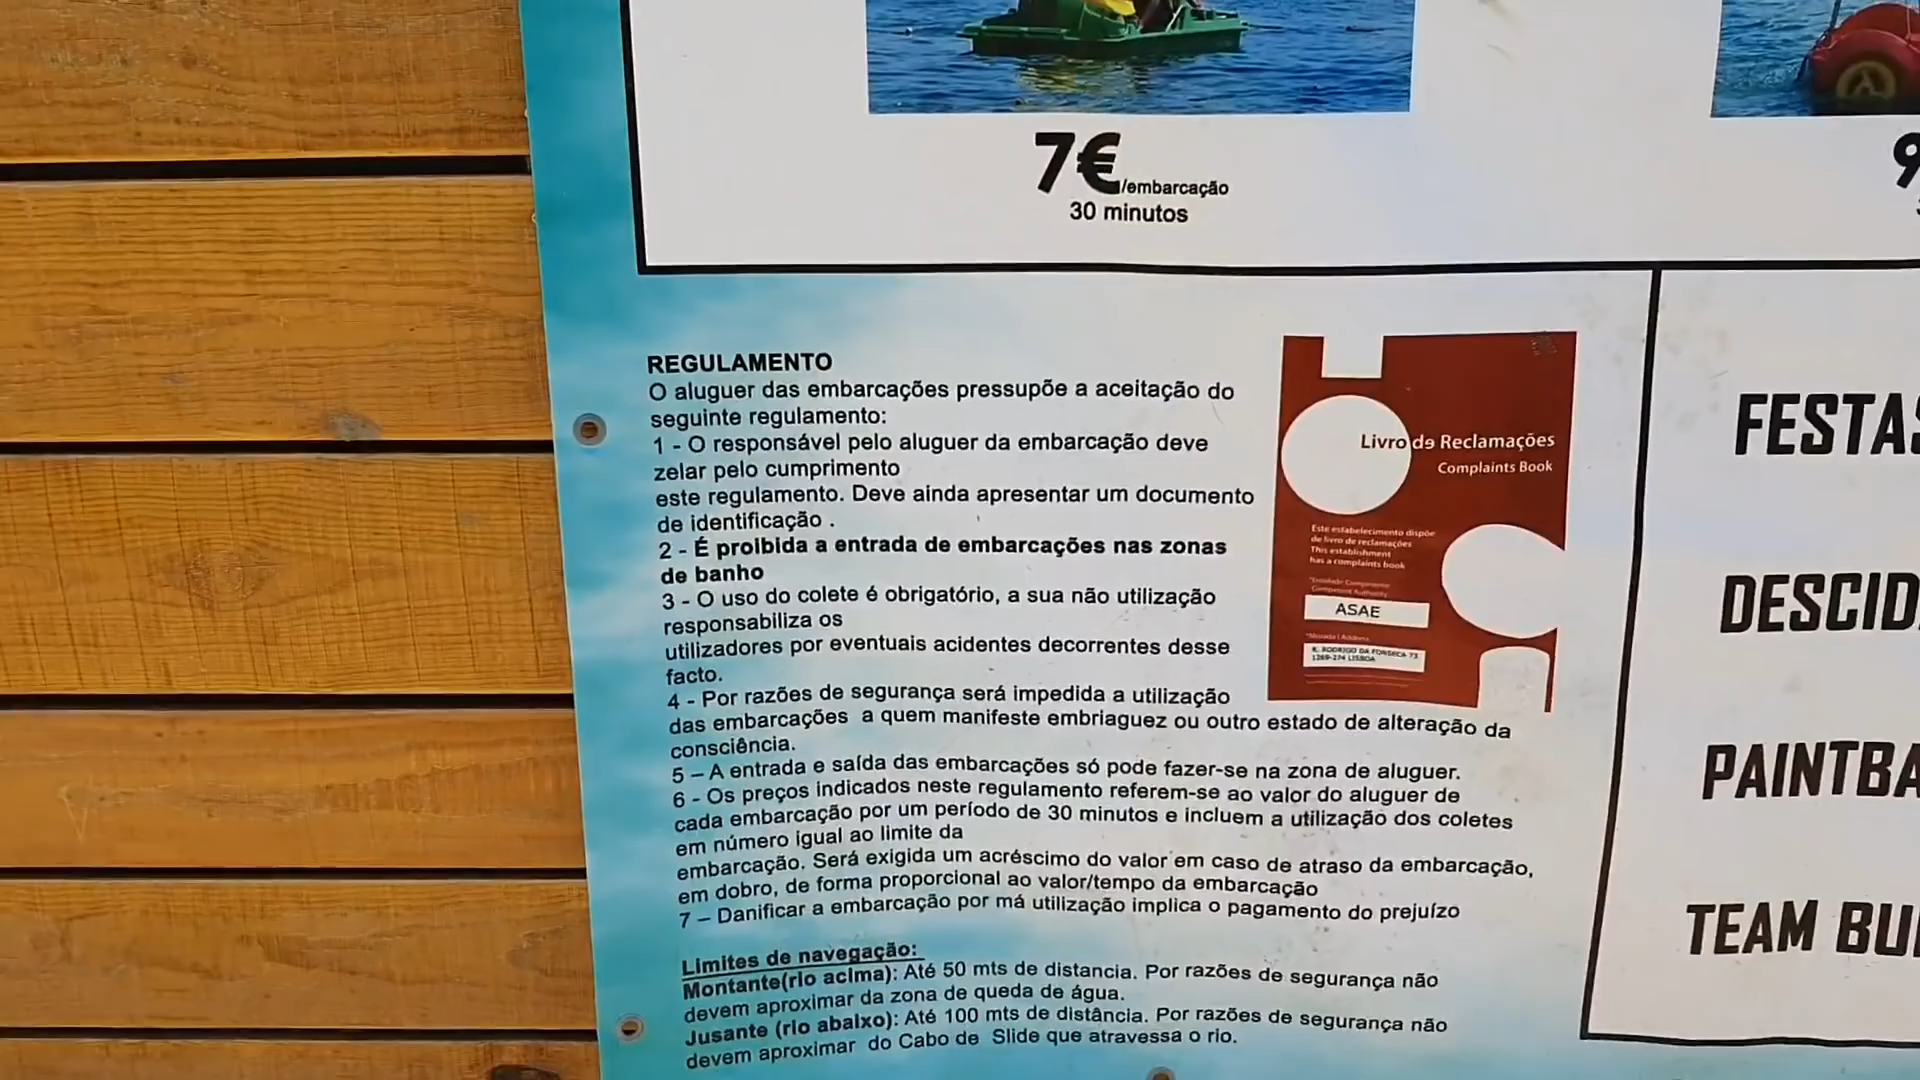 7€/embarcação
30 minutos
9
REGULAMENTO
O aluguer das embarcações pressupõe a aceitação do
seguinte regulamento:
1 - O responsável pelo aluguer da embarcação deve
zelar pelo cumprimento
este regulamento. Deve ainda apresentar um documento
de identificação .
2 - É proibida a entrada de embarcações nas zonas
de banho
3 - O uso do colete é obrigatório, a sua não utilização
responsabiliza os
utilizadores por eventuais acidentes decorrentes desse
facto.
4 - Por razões de segurança será impedida a utilização
das embarcações a quem manifeste embriaguez ou outro estado de alteração da
consciência.
5 – A entrada e saída das embarcações só pode fazer-se na zona de aluguer.
6 - Os preços indicados neste regulamento referem-se ao valor do aluguer de
cada embarcação por um período de 30 minutos e incluem a utilização dos coletes
em número igual ao limite da
embarcação. Será exigida um acréscimo do valor em caso de atraso da embarcação,
em dobro, de forma proporcional ao valor/tempo da embarcação
7 – Danificar a embarcação por má utilização implica o pagamento do prejuízo
Limites de navegação:
Montante(rio acima): Até 50 mts de distancia. Por razões de segurança não
devem aproximar da zona de queda de água.
Jusante (rio abaixo): Até 100 mts de distância. Por razões de segurança não
devem aproximar do Cabo de Slide que atravessa o rio.
Livro de Reclamações
Complaints Book
Este estabelecimento dispõe
de livro de reclamações
This establishment
has a complaints book
ASAE
R. RODRIGO DA FONSECA 73
1269-274 LISBOA
FESTAS
DESCID
PAINTBA
TEAM BU